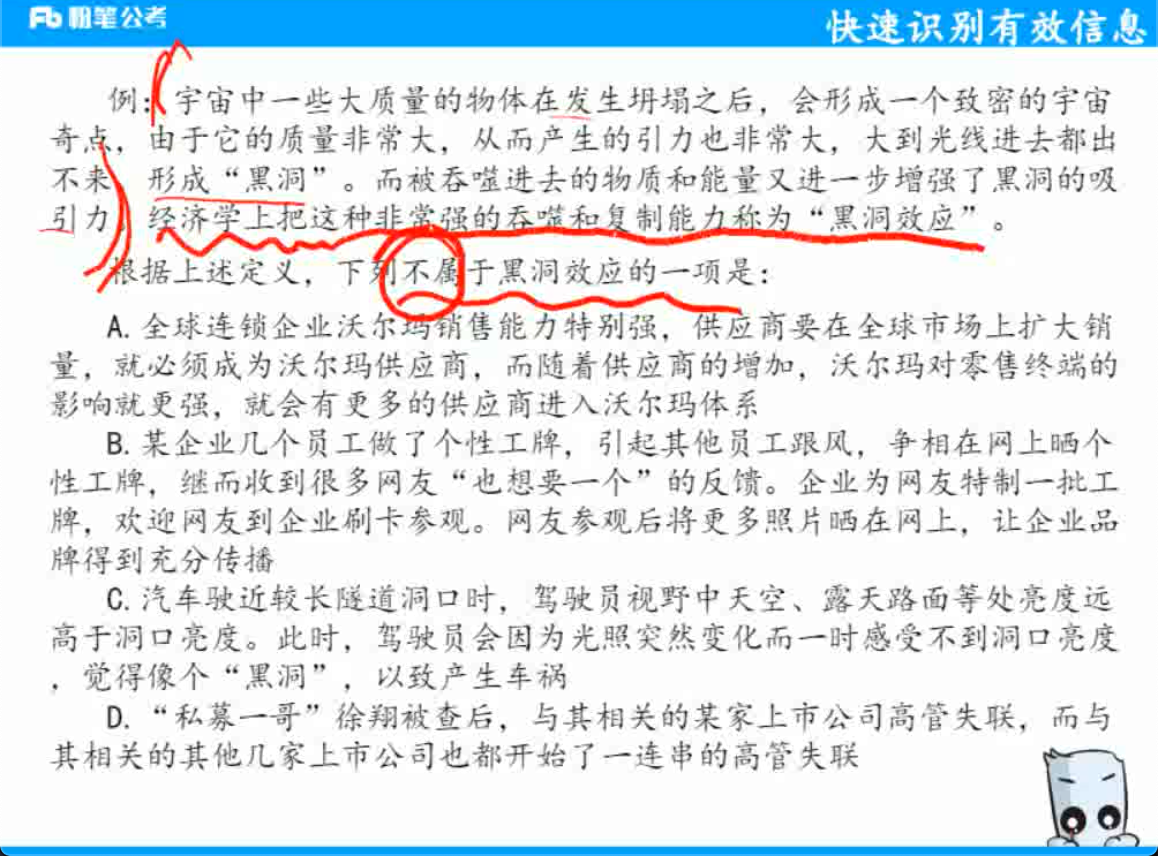 粉笔公考
快速识别有效信息
例：宇宙中一些大质量的物体在发生坍塌之后，会形成一个致密的宇宙
奇点，由于它的质量非常大，从而产生的引力也非常大，大到光线进去都出
不来，形成“黑洞”。而被吞噬进去的物质和能量又进一步增强了黑洞的吸
引力。经济学上把这种非常强的吞噬和复制能力称为“黑洞效应”。
根据上述定义，下列不属于黑洞效应的一项是：
A. 全球连锁企业沃尔玛销售能力特别强，供应商要在全球市场上扩大销
量，就必须成为沃尔玛供应商，而随着供应商的增加，沃尔玛对零售终端的
影响就更强，就会有更多的供应商进入沃尔玛体系
B. 某企业几个员工做了个性工牌，引起其他员工跟风，争相在网上晒个
性工牌，继而收到很多网友“也想要一个”的反馈。企业为网友特制一批工
牌，欢迎网友到企业刷卡参观。网友参观后将更多照片晒在网上，让企业品
牌得到充分传播
C. 汽车驶近较长隧道洞口时，驾驶员视野中天空、露天路面等处亮度远
高于洞口亮度。此时，驾驶员会因为光照突然变化而一时感受不到洞口亮度
，觉得像个“黑洞”，以致产生车祸
D. “私募一哥”徐翔被查后，与其相关的某家上市公司高管失联，而与
其相关的其他几家上市公司也都开始了一连串的高管失联